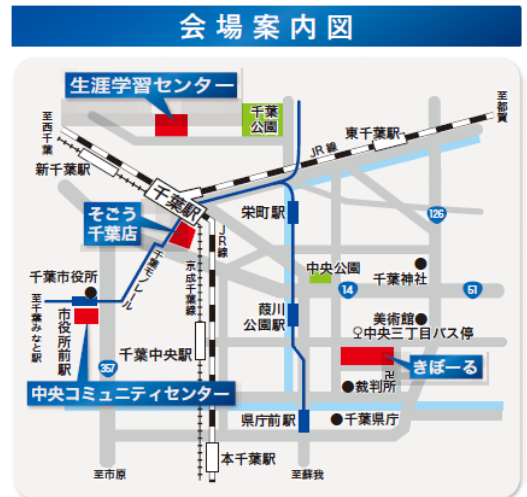 会場案内図
生涯学習センター
千葉
公園
至都賀
至西千葉
東千葉駅
JR線
新千葉駅
千葉駅
そごう
千葉店
栄町駅
126
JR線
千葉モノレール
京成千葉線
中央公園
千葉神社
千葉市役所
14
51
至千葉みなと駅
市役所前駅
葭川
公園駅
美術館
中央三丁目バス停
千葉中央駅
きぼーる
357
卍
裁判所
中央コミュニティセンター
県庁前駅
千葉県庁
本千葉駅
至市原
至蘇我